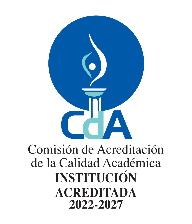 CdA
Comisión de Acreditación
de la Calidad Académica
INSTITUCIÓN
ACREDITADA
2022-2027